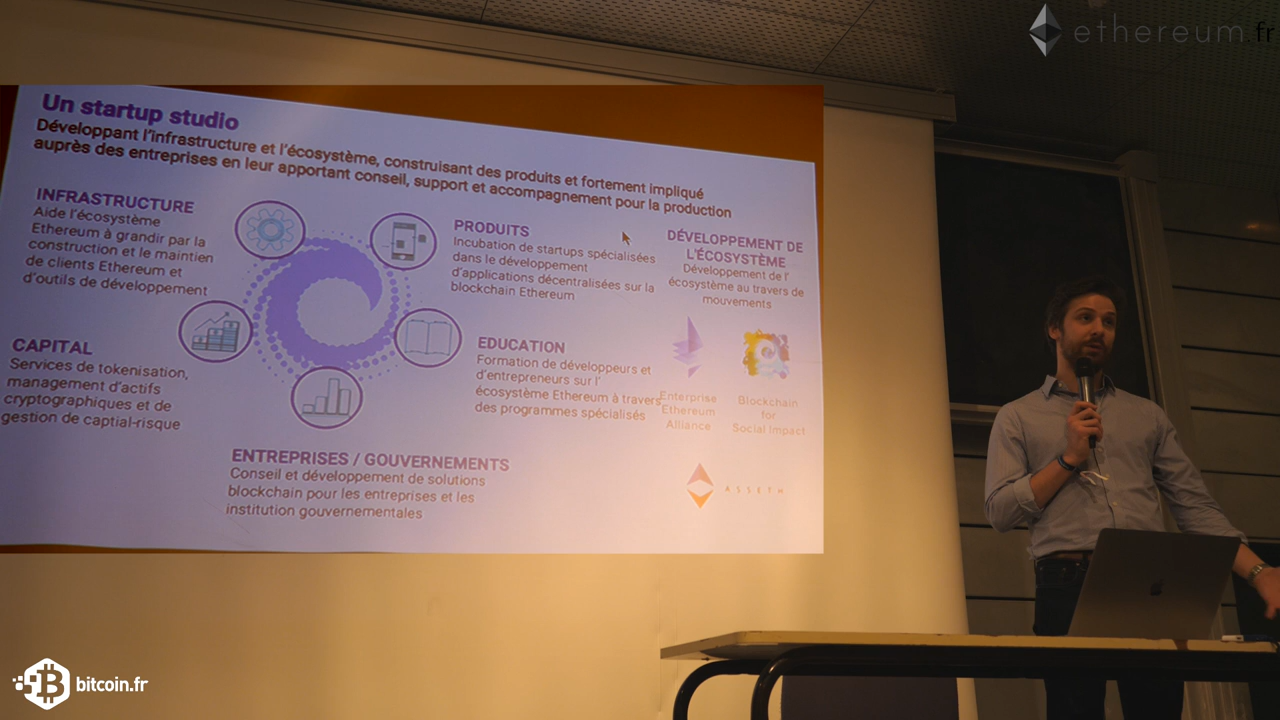 ethereum.fr
Un startup studio
Développant l'infrastructure et l'écosystème, construisant des produits et fortement impliqué
auprès des entreprises en leur apportant conseil, support et accompagnement pour la production
INFRASTRUCTURE
Aide l'écosystème
Ethereum à grandir par la
construction et le maintien
de clients Ethereum et
d'outils de développement
PRODUITS
Incubation de startups spécialisées
dans le développement
d'applications décentralisées sur la
blockchain Ethereum
DÉVELOPPEMENT DE
L'ÉCOSYSTÈME
Développement de l'
écosystème au travers de
mouvements
CAPITAL
Services de tokenisation,
management d'actifs
cryptographiques et de
gestion de captial-risque
EDUCATION
Formation de développeurs et
d'entrepreneurs sur l'
écosystème Ethereum à travers
des programmes spécialisés
Enterprise
Ethereum
Alliance
Blockchain
for
Social Impact
ENTREPRISES / GOUVERNEMENTS
Conseil et développement de solutions
blockchain pour les entreprises et les
institution gouvernementales
ASSETH
bitcoin.fr